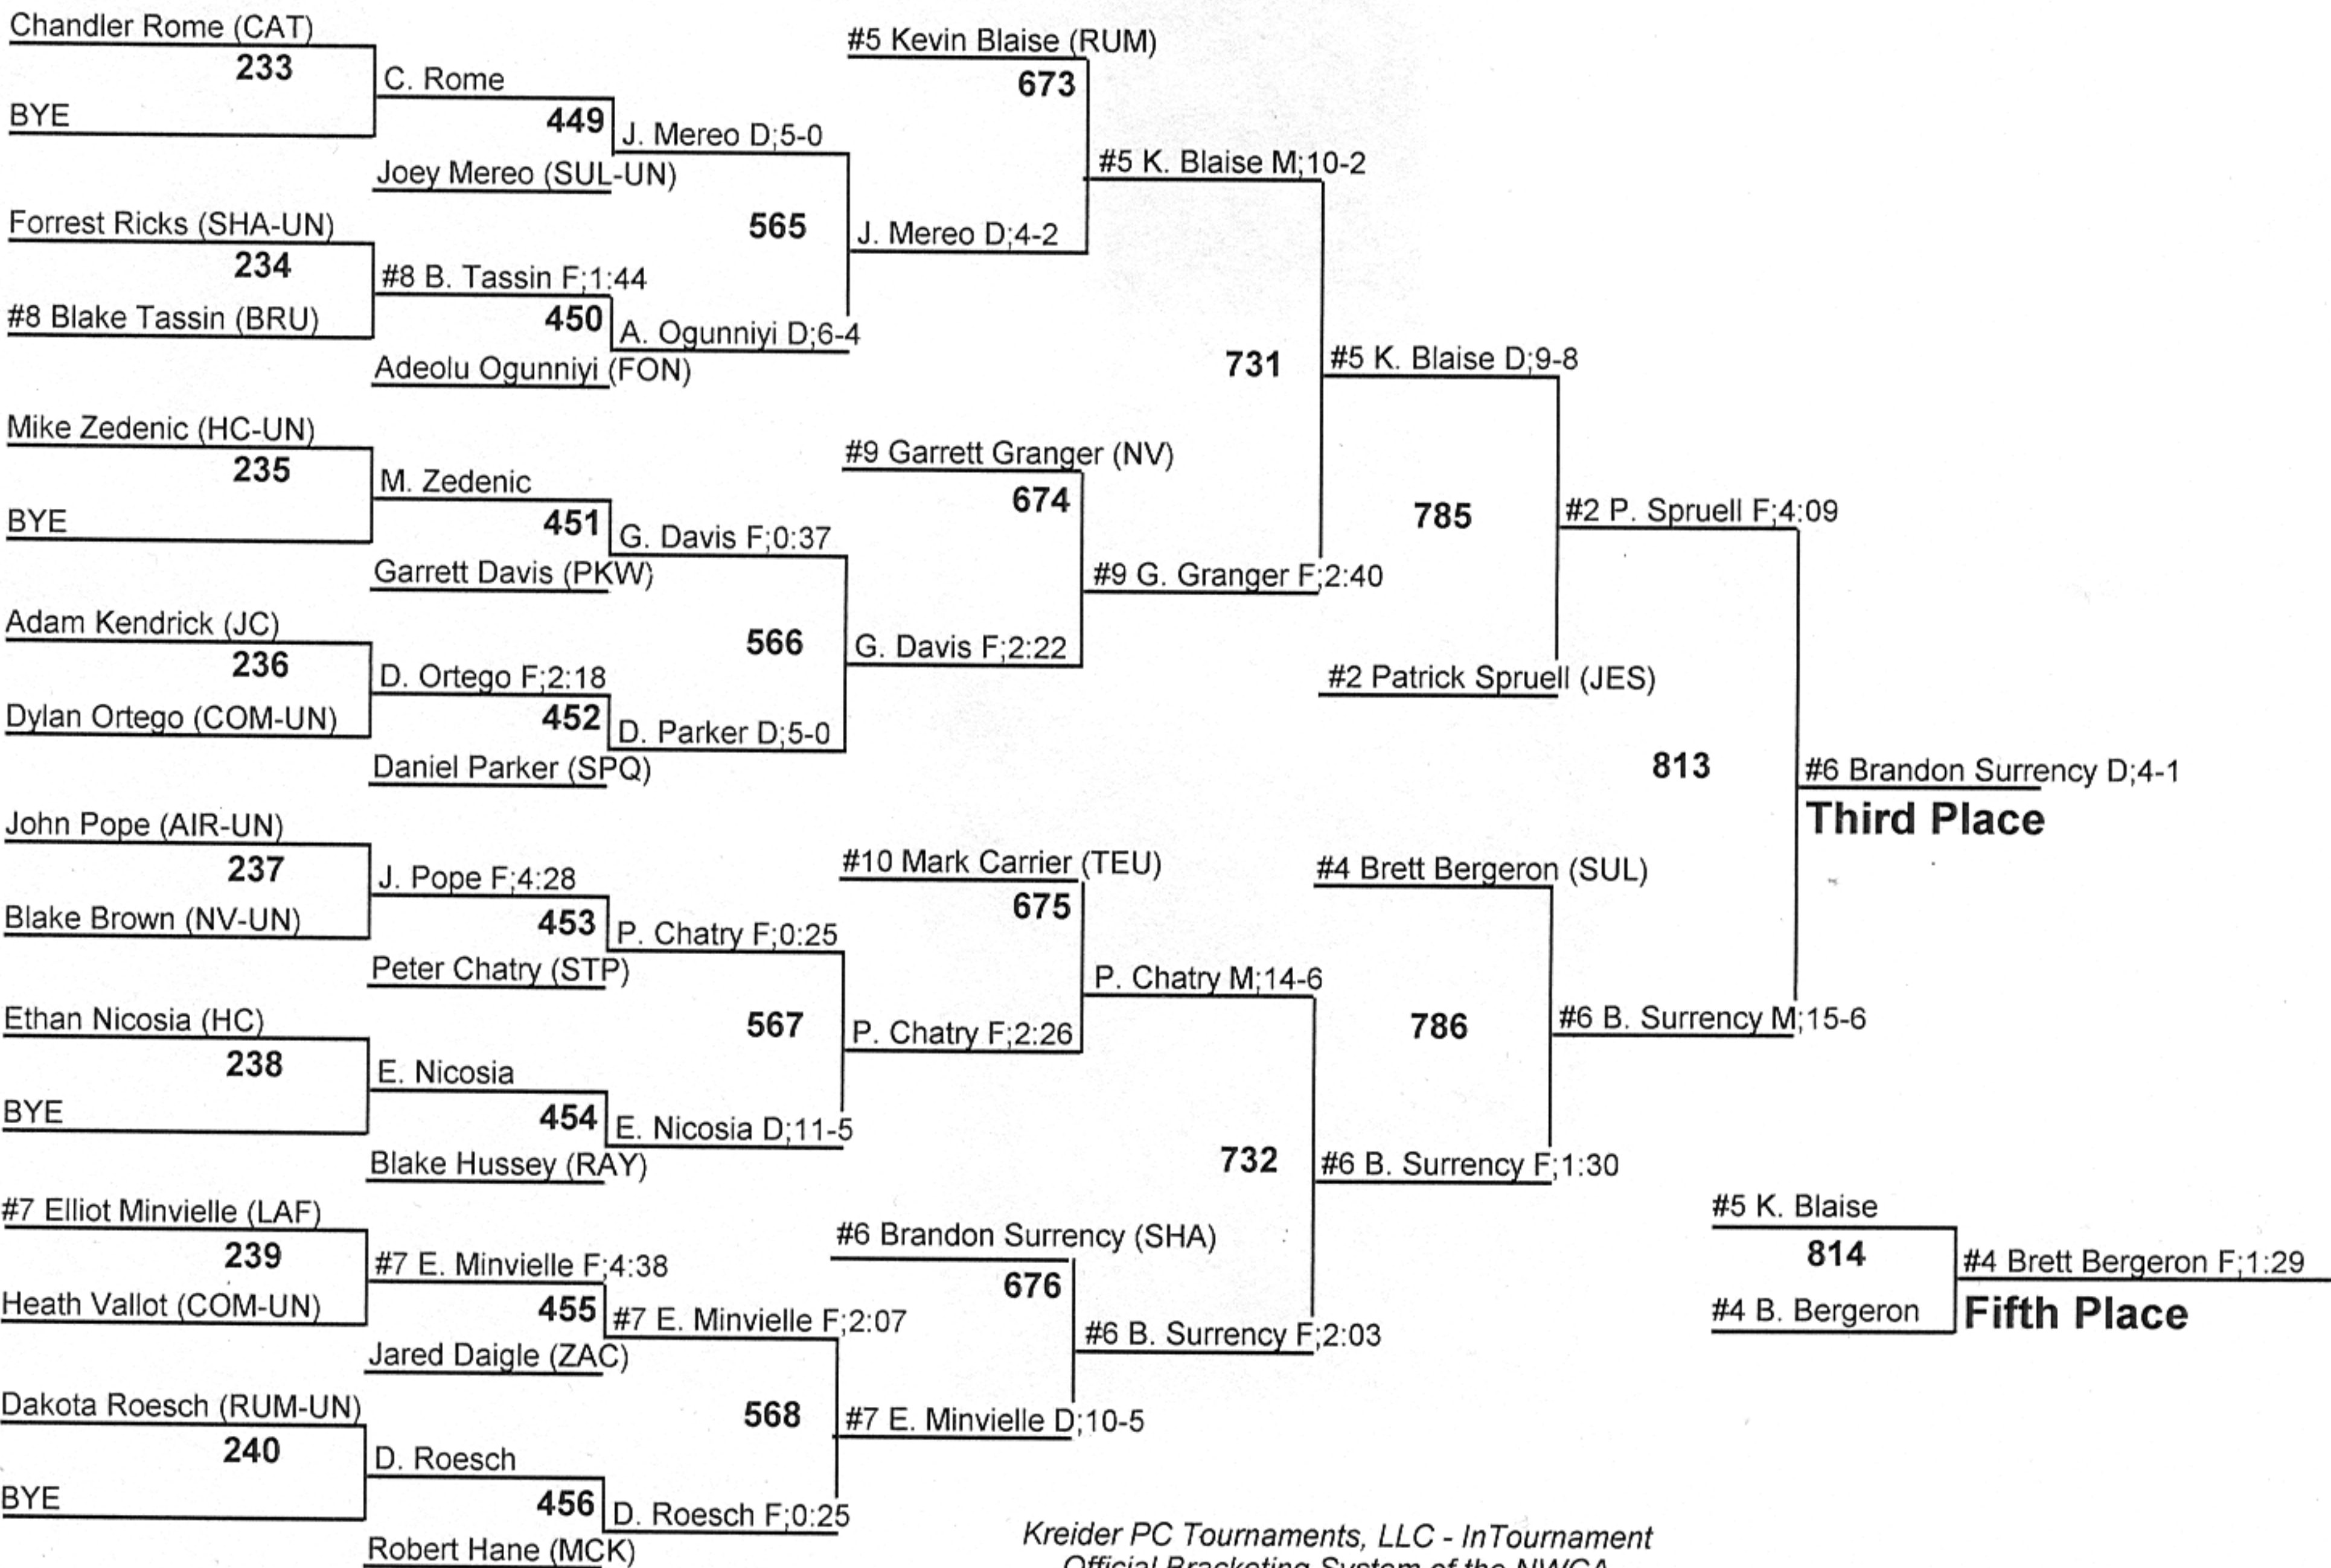 Chandler Rome (CAT)
233
BYE
C. Rome
449
Joey Mereo (SUL-UN)
J. Mereo D;5-0
Forrest Ricks (SHA-UN)
234
#8 Blake Tassin (BRU)
#8 B. Tassin F;1:44
450
Adeolu Ogunniyi (FON)
A. Ogunniyi D;6-4
565
J. Mereo D;4-2
#5 Kevin Blaise (RUM)
673
#5 K. Blaise M;10-2
Mike Zedenic (HC-UN)
235
BYE
M. Zedenic
451
Garrett Davis (PKW)
G. Davis F;0:37
Adam Kendrick (JC)
236
Dylan Ortego (COM-UN)
D. Ortego F;2:18
452
Daniel Parker (SPQ)
D. Parker D;5-0
566
G. Davis F;2:22
#9 Garrett Granger (NV)
674
#9 G. Granger F;2:40
731
#5 K. Blaise D;9-8
785
#2 Patrick Spruell (JES)
#2 P. Spruell F;4:09
John Pope (AIR-UN)
237
Blake Brown (NV-UN)
J. Pope F;4:28
453
Peter Chatry (STP)
P. Chatry F;0:25
Ethan Nicosia (HC)
238
BYE
E. Nicosia
454
Blake Hussey (RAY)
E. Nicosia D;11-5
567
P. Chatry F;2:26
#10 Mark Carrier (TEU)
675
P. Chatry M;14-6
#7 Elliot Minvielle (LAF)
239
Heath Vallot (COM-UN)
#7 E. Minvielle F;4:38
455
Jared Daigle (ZAC)
#7 E. Minvielle F;2:07
Dakota Roesch (RUM-UN)
240
BYE
D. Roesch
456
Robert Hane (MCK)
D. Roesch F;0:25
568
#7 E. Minvielle D;10-5
#6 Brandon Surrency (SHA)
676
#6 B. Surrency F;2:03
732
#6 B. Surrency F;1:30
#4 Brett Bergeron (SUL)
786
#6 B. Surrency M;15-6
813
#6 Brandon Surrency D;4-1
Third Place
#5 K. Blaise
814
#4 B. Bergeron
#4 Brett Bergeron F;1:29
Fifth Place
Kreider PC Tournaments, LLC - InTournament
Official Bracketing System of the NWCA